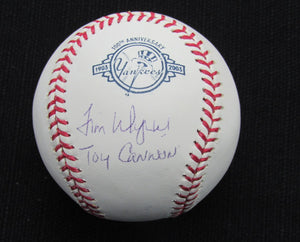 100TH ANNIVERSARY
1903 Yankees 2003
Jim Wynn
Toy Cannon